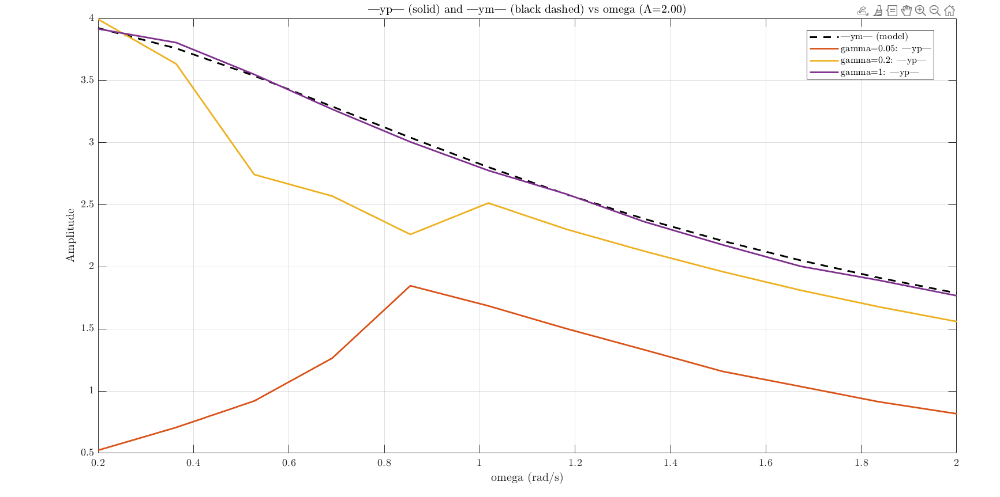 —yp— (solid) and —ym— (black dashed) vs omega (A=2.00)
—ym— (model)
gamma=0.05: —yp—
gamma=0.2: —yp—
gamma=1: —yp—
4
3.5
3
2.5
2
1.5
1
0.5
Amplitude
0.2 0.4 0.6 0.8 1 1.2 1.4 1.6 1.8 2
omega (rad/s)